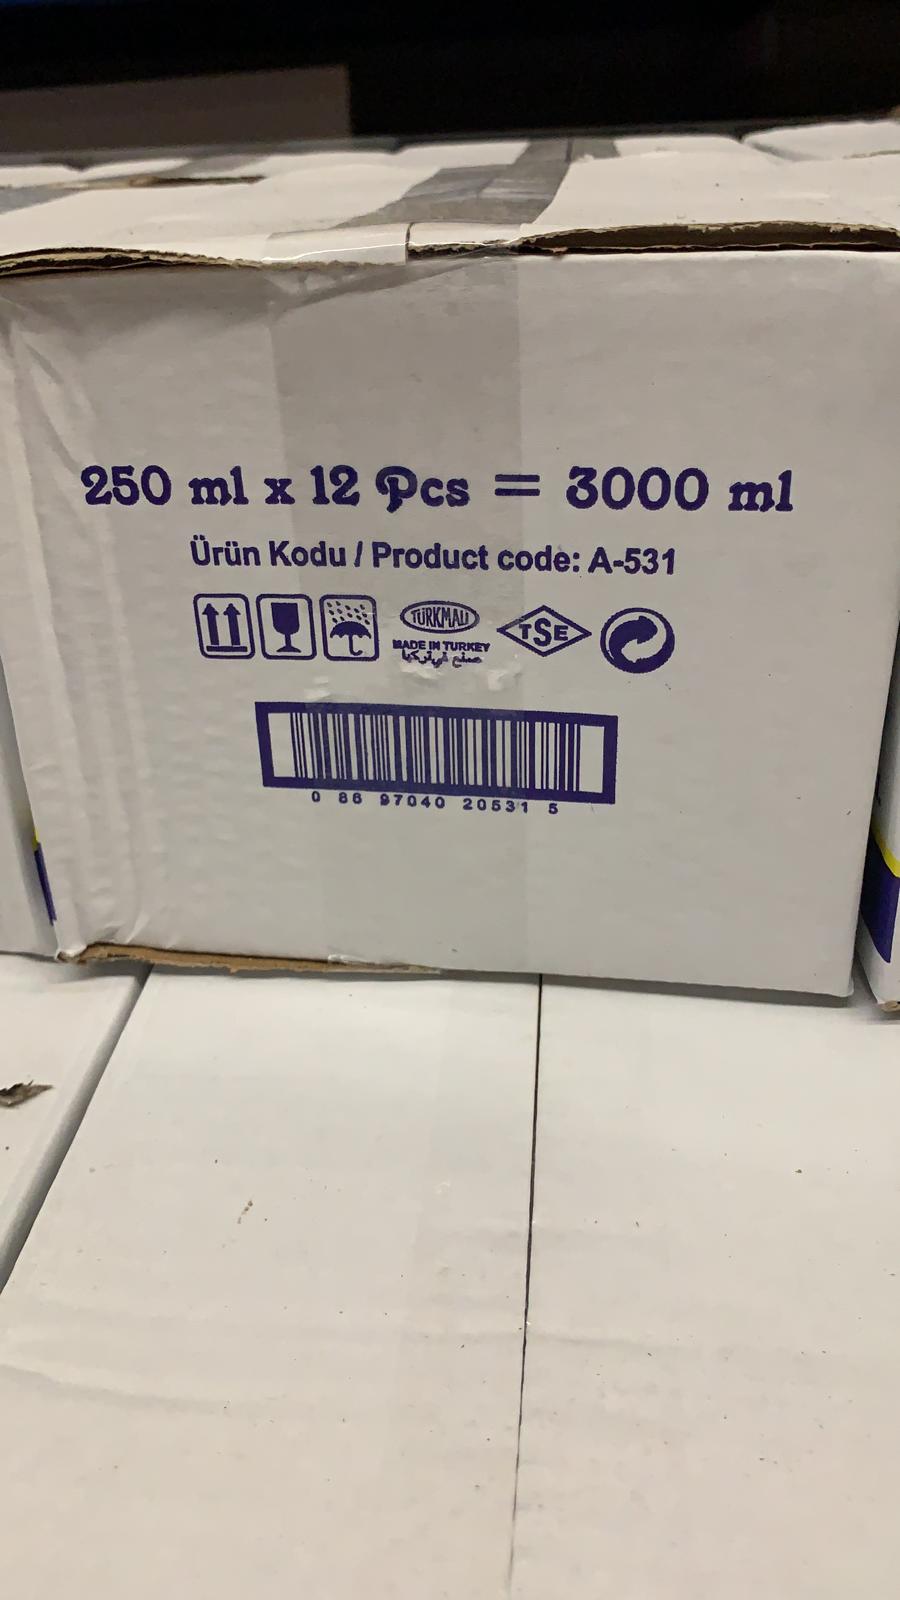 250 ml x 12 Pcs = 3000 ml
Ürün Kodu / Product code: A-531
TÜRKMALI
MADE IN TURKEY
صنع في تركيا
TSE
0 86 97040 20531 5